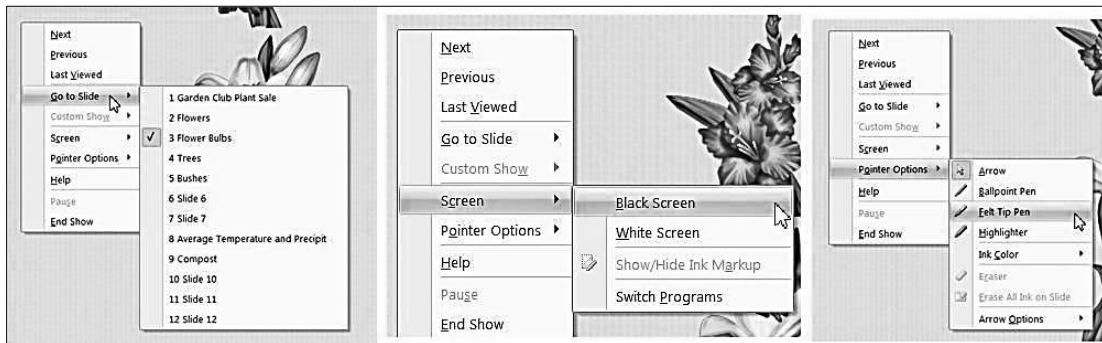 Next
Previous
Last Viewed
Go to Slide
Custom Show
Screen
Pointer Options
Help
Pause
End Show
1 Garden Club Plant Sale
2 Flowers
3 Flower Bulbs
4 Trees
5 Bushes
6 Slide 6
7 Slide 7
8 Average Temperature and Precipit
9 Compost
10 Slide 10
11 Slide 11
12 Slide 12
Next
Previous
Last Viewed
Go to Slide
Custom Show
Screen
Pointer Options
Help
Pause
End Show
Black Screen
White Screen
Show/Hide Ink Markup
Switch Programs
Next
Previous
Last Viewed
Go to Slide
Custom Show
Screen
Pointer Options
Help
Pause
End Show
Arrow
Ballpoint Pen
Felt Tip Pen
Highlighter
Ink Color
Eraser
Erase All Ink on Slide
Arrow Options